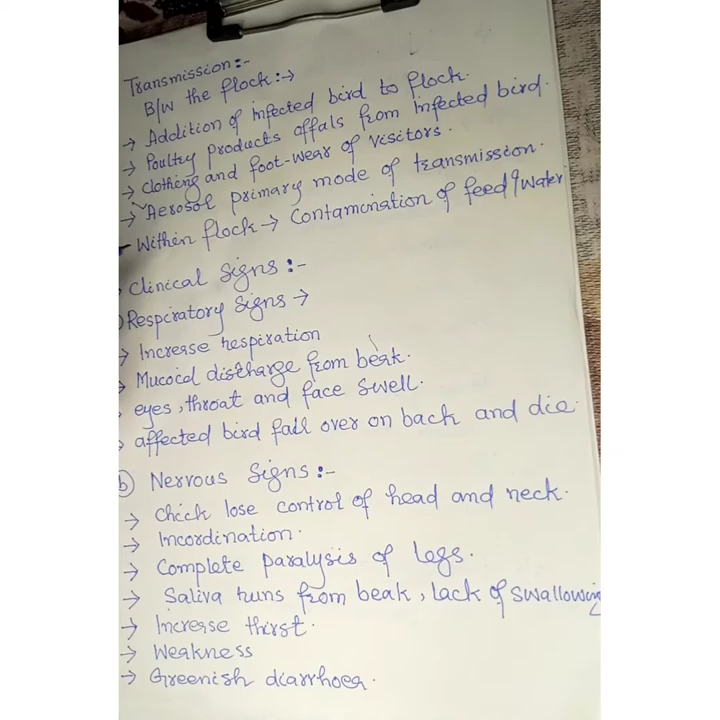 Transmission:-
B/W the flock:→
→ Addition of infected bird to flock.
→ Poultry products offals from infected bird.
→ Clothing and foot-wear of visitors.
→ Aerosol primary mode of transmission.
Within flock → Contamination of feed & water
Clinical Signs:-
Respiratory Signs →
→ Increase respiration
→ Mucoid discharge from beak.
eyes, throat and face swell.
→ affected bird fall over on back and die.
(b) Nervous Signs:-
→ Chick lose control of head and neck.
→ Incordination.
→ Complete paralysis of legs.
→ Saliva runs from beak, lack of swallowing
→ Increase thirst.
→ Weakness
→ Greenish diarrhoea.